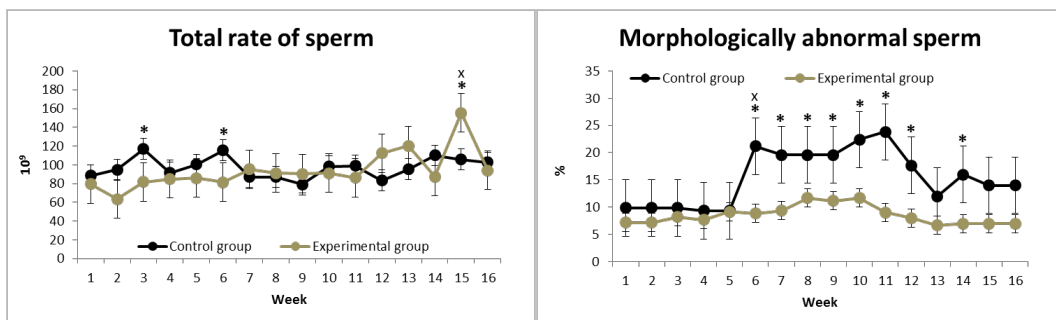 Total rate of sperm
200
180
160
140
120
100
80
60
40
20
0
10⁹
* * x *
Control group Experimental group
1 2 3 4 5 6 7 8 9 10 11 12 13 14 15 16
Week
Morphologically abnormal sperm
35
30
25
20
15
10
5
0
%
Control group Experimental group
x * * * * * * * *
1 2 3 4 5 6 7 8 9 10 11 12 13 14 15 16
Week